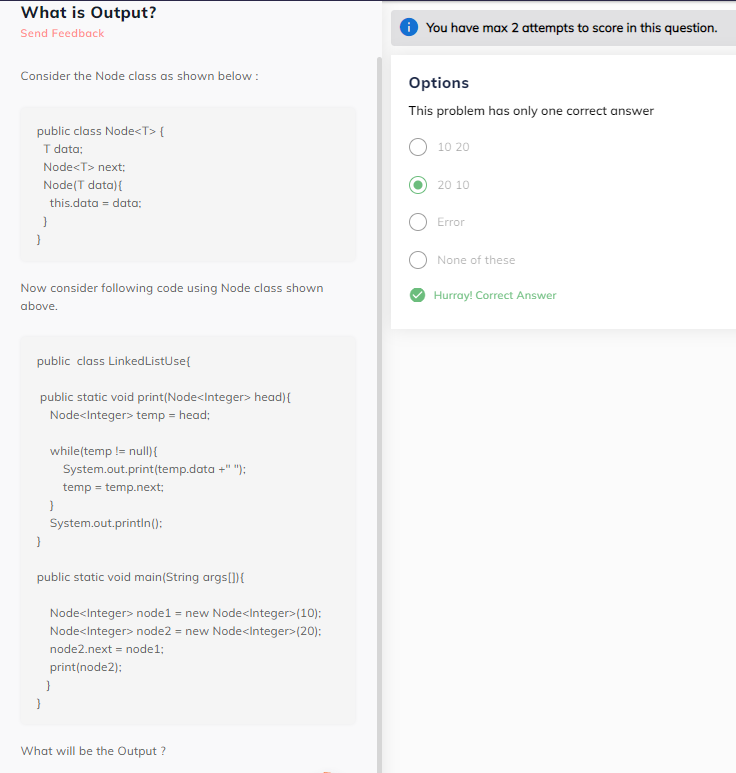 What is Output?
Send Feedback
Consider the Node class as shown below :
public class Node<T> {
T data;
Node<T> next;
Node(T data){
this.data = data;
}
}
Now consider following code using Node class shown
above.
public  class LinkedListUse{
public static void print(Node<Integer> head){
Node<Integer> temp = head;
while(temp != null){
System.out.print(temp.data +" ");
temp = temp.next;
}
System.out.println();
}
public static void main(String args[]){
Node<Integer> node1 = new Node<Integer>(10);
Node<Integer> node2 = new Node<Integer>(20);
node2.next = node1;
print(node2);
}
}
What will be the Output ?
You have max 2 attempts to score in this question.
Options
This problem has only one correct answer
10 20
20 10
Error
None of these
Hurray! Correct Answer